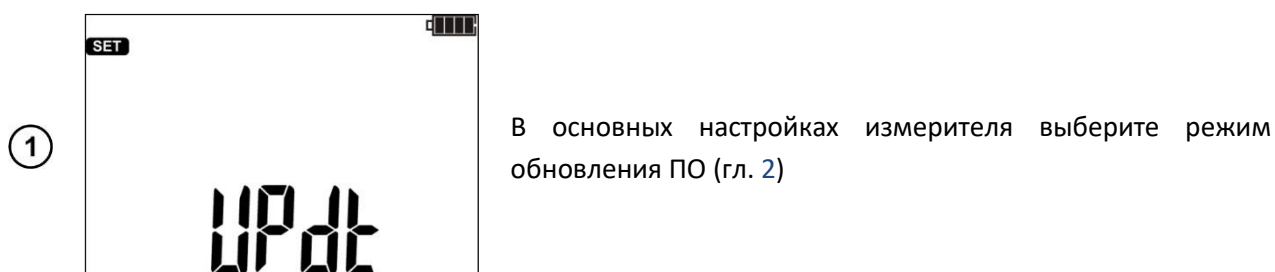 SET
1
В основных настройках измерителя выберите режим
обновления ПО (гл. 2)
UPdt